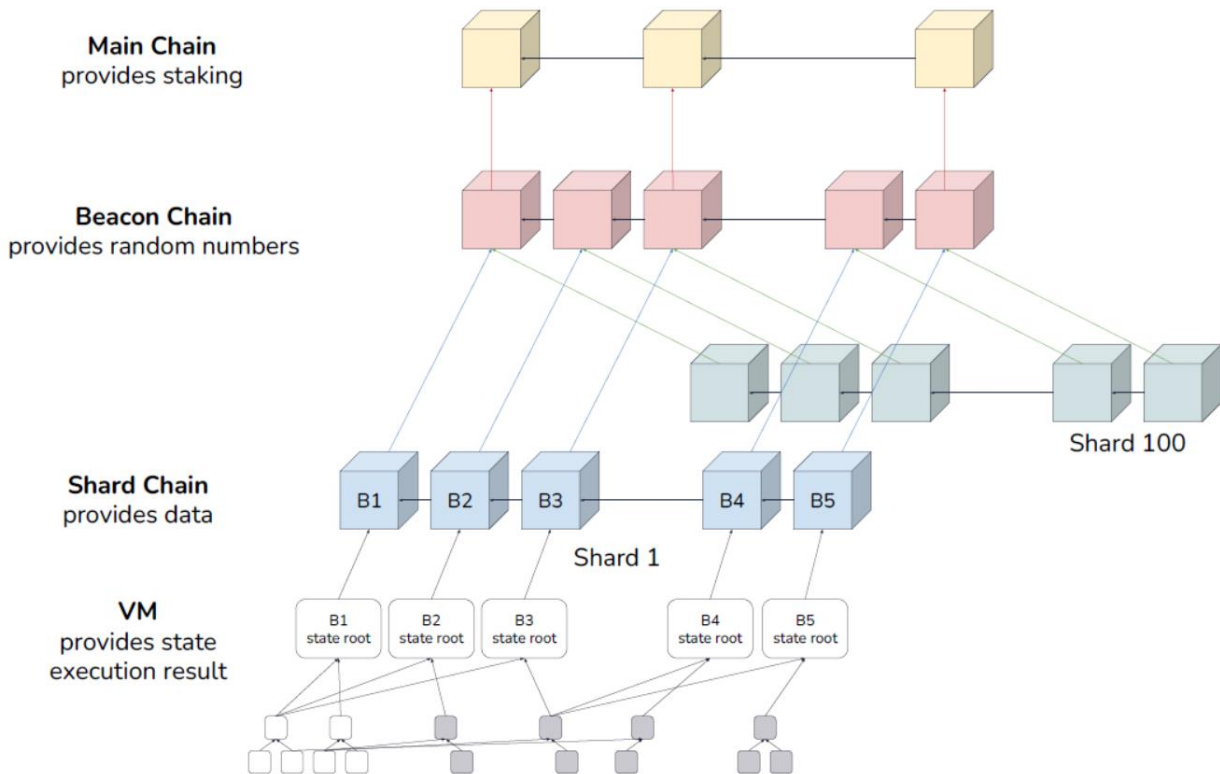 Main Chain
provides staking
Beacon Chain
provides random numbers
Shard 100
Shard Chain
provides data
B1
B2
B3
B4
B5
Shard 1
VM
provides state
execution result
B1
state root
B2
state root
B3
state root
B4
state root
B5
state root